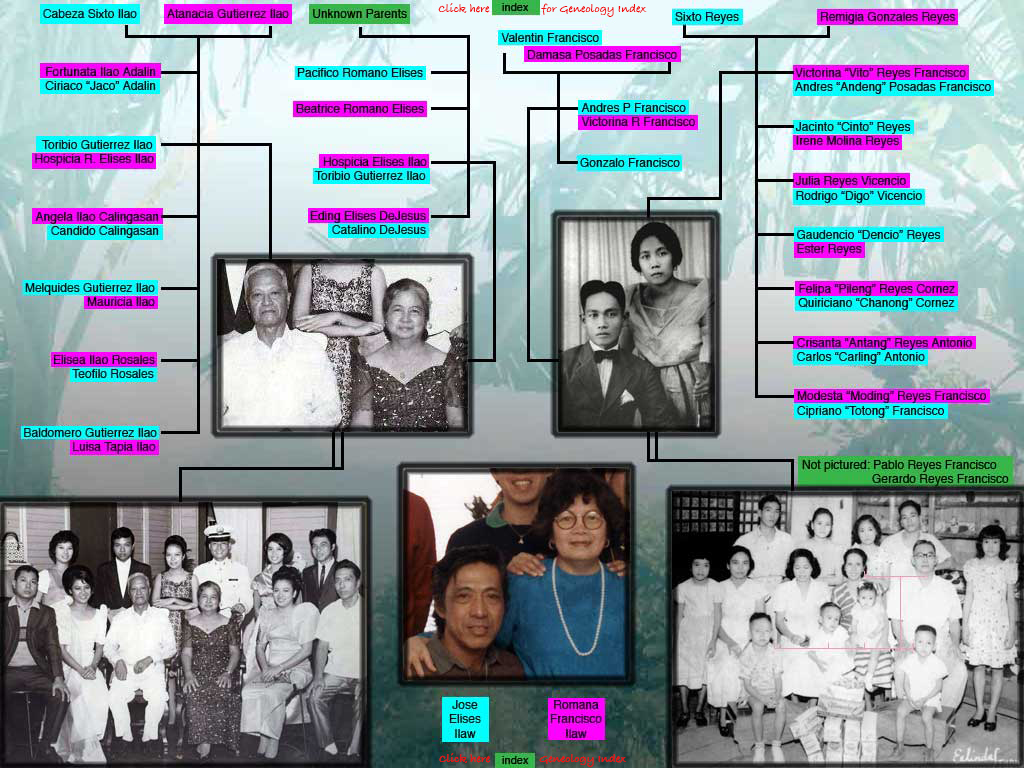 Cabeza Sixto Ilao
Atanacia Gutierrez Ilao
Fortunata Ilao Adalin
Ciriaco "Jaco" Adalin
Toribio Gutierrez Ilao
Hospicia R. Elises Ilao
Angela Ilao Calingasan
Candido Calingasan
Melquides Gutierrez Ilao
Mauricia Ilao
Elisea Ilao Rosales
Teofilo Rosales
Baldomero Gutierrez Ilao
Luisa Tapia Ilao
Unknown Parents
Pacifico Romano Elises
Beatrice Romano Elises
Hospicia Elises Ilao
Toribio Gutierrez Ilao
Eding Elises DeJesus
Catalino DeJesus
Click here index for Geneology Index
Valentin Francisco
Damasa Posadas Francisco
Andres P Francisco
Victorina R Francisco
Gonzalo Francisco
Sixto Reyes
Remigia Gonzales Reyes
Victorina "Vito" Reyes Francisco
Andres "Andeng" Posadas Francisco
Jacinto "Cinto" Reyes
Irene Molina Reyes
Julia Reyes Vicencio
Rodrigo "Digo" Vicencio
Gaudencio "Dencio" Reyes
Ester Reyes
Felipa "Pileng" Reyes Cornez
Quiriciano "Chanong" Cornez
Crisanta "Antang" Reyes Antonio
Carlos "Carling" Antonio
Modesta "Moding" Reyes Francisco
Cipriano "Totong" Francisco
Not pictured: Pablo Reyes Francisco
Gerardo Reyes Francisco
Jose
Elises
Ilaw
Romana
Francisco
Ilaw
Click here index Geneology Index